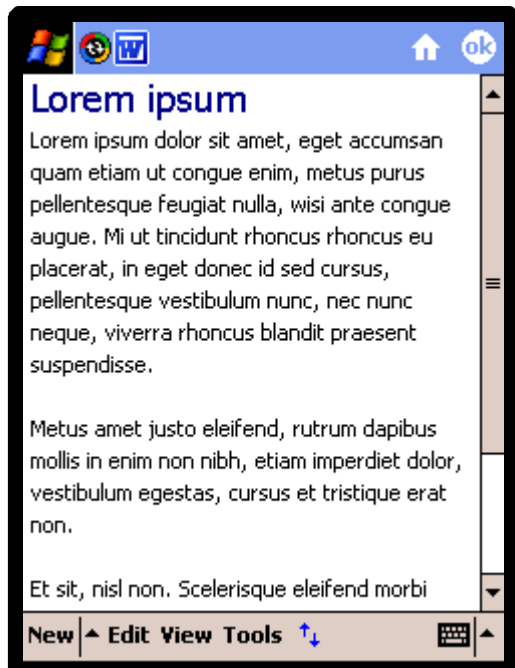 W
ok
Lorem ipsum
Lorem ipsum dolor sit amet, eget accumsan
quam etiam ut congue enim, metus purus
pellentesque feugiat nulla, wisi ante congue
augue. Mi ut tincidunt rhoncus rhoncus eu
placerat, in eget donec id sed cursus,
pellentesque vestibulum nunc, nec nunc
neque, viverra rhoncus blandit praesent
suspendisse.
Metus amet justo eleifend, rutrum dapibus
mollis in enim non nibh, etiam imperdiet dolor,
vestibulum egestas, cursus et tristique erat
non.
Et sit, nisl non. Scelerisque eleifend morbi
New Edit View Tools